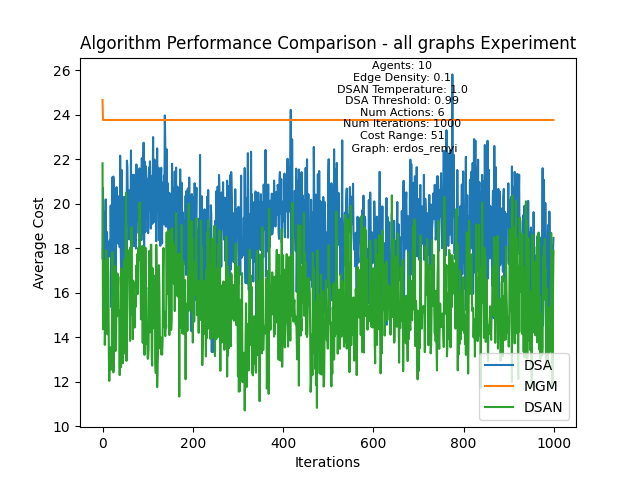 Algorithm Performance Comparison - all graphs Experiment
Agents: 10
Edge Density: 0.1
DSAN Temperature: 1.0
DSA Threshold: 0.99
Num Actions: 6
Num Iterations: 1000
Cost Range: 51
Graph: erdos_renyi
Average Cost
26
24
22
20
18
16
14
12
10
0
200
400
600
800
1000
Iterations
DSA
MGM
DSAN